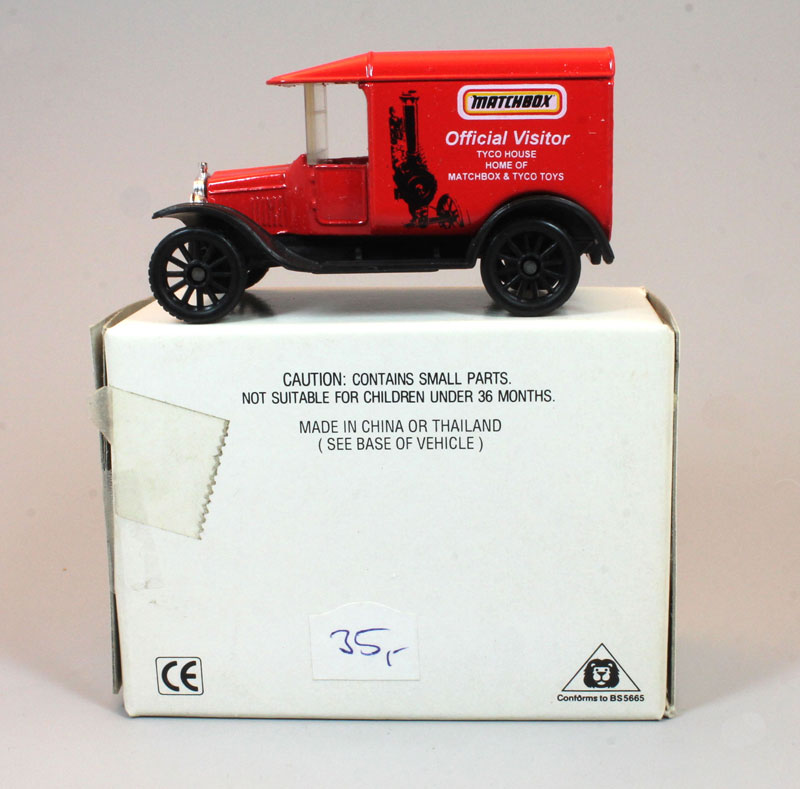 MATCHBOX
Official Visitor
TYCO HOUSE
HOME OF
MATCHBOX & TYCO TOYS
CAUTION: CONTAINS SMALL PARTS.
NOT SUITABLE FOR CHILDREN UNDER 36 MONTHS.
MADE IN CHINA OR THAILAND
( SEE BASE OF VEHICLE )
35,-
CE
Conforms to BS5665